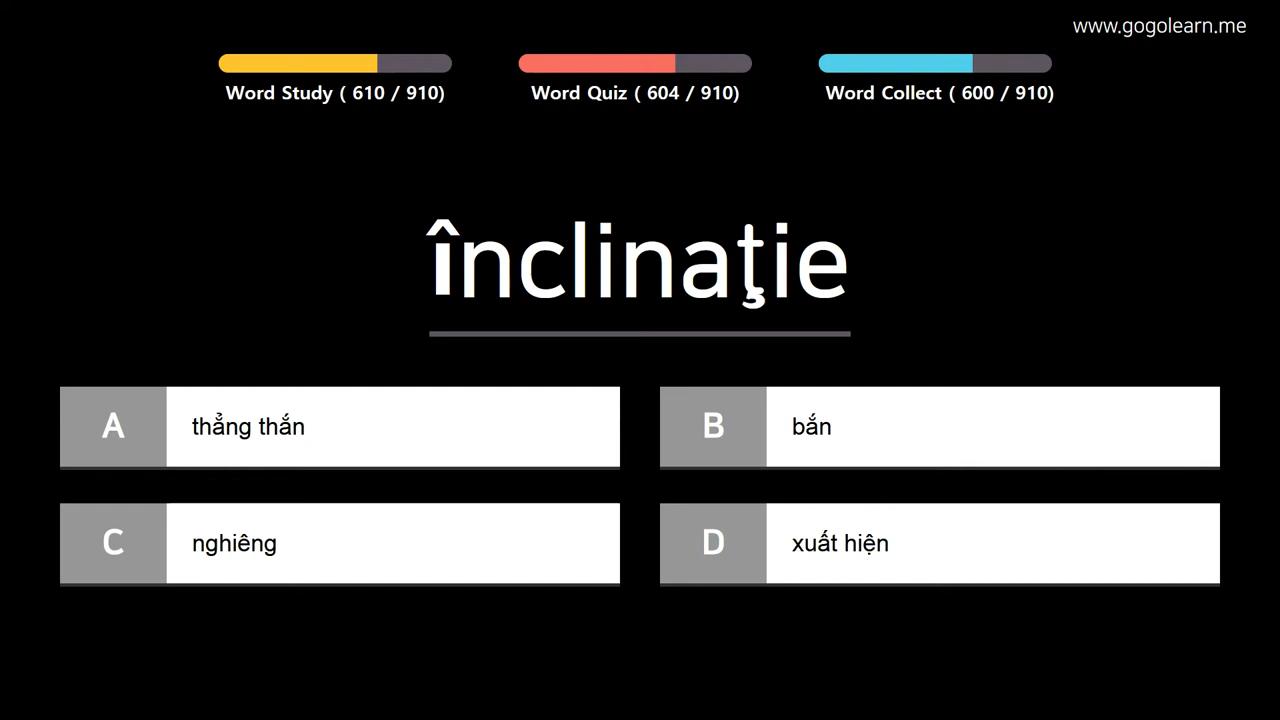 www.gogolearn.me
Word Study ( 610 / 910)
Word Quiz ( 604 / 910)
Word Collect ( 600 / 910)
înclinaţie
A
thẳng thắn
B
bắn
C
nghiêng
D
xuất hiện